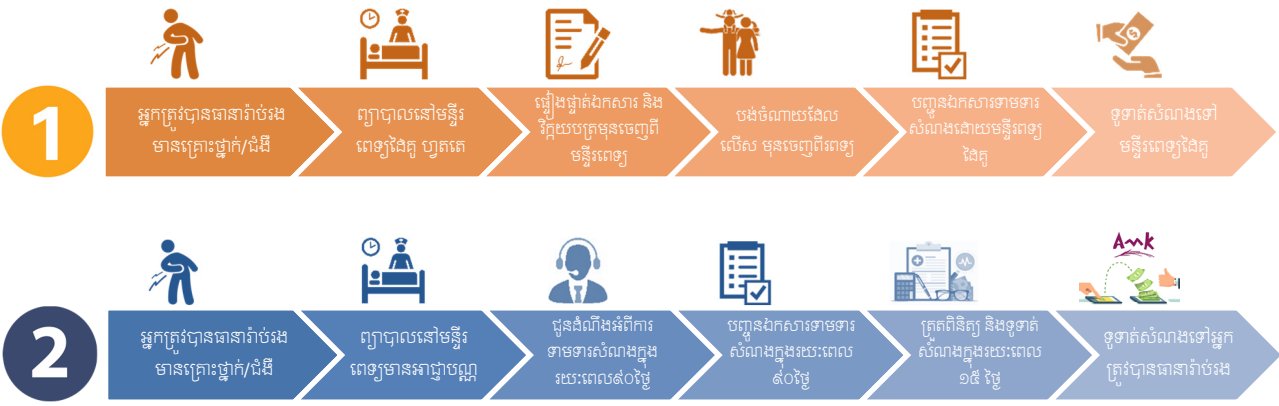 1
អ្នកត្រូវបានធានារ៉ាប់រង
មានគ្រោះថ្នាក់/ជំងឺ
ព្យាបាលនៅមន្ទីរ
ពេទ្យដៃគូ ហ្វតតេ
ផ្ទៀងផ្ទាត់ឯកសារ និង
វិក្កយបត្រមុនចេញពី
មន្ទីរពេទ្យ
បង់ចំណាយដែល
លើស មុនចេញពីរពទ្យ
បញ្ជូនឯកសារទាមទារ
សំណងដោយមន្ទីរពទ្យ
ដៃគូ
ទូទាត់សំណងទៅ
មន្ទីរពេទ្យដៃគូ
Amk
2
អ្នកត្រូវបានធានារ៉ាប់រង
មានគ្រោះថ្នាក់/ជំងឺ
ព្យាបាលនៅមន្ទីរ
ពេទ្យមានអាជ្ញាបណ្ណ
ជូនដំណឹងអំពីការ
ទាមទារសំណងក្នុង
រយៈពេល៩០ថ្ងៃ
បញ្ជូនឯកសារទាមទារ
សំណងក្នុងរយៈពេល
៩០ថ្ងៃ
ត្រួតពិនិត្យ និងទូទាត់
សំណងក្នុងរយៈពេល
១៥ ថ្ងៃ
ទូទាត់សំណងទៅអ្នក
ត្រូវបានធានារ៉ាប់រង